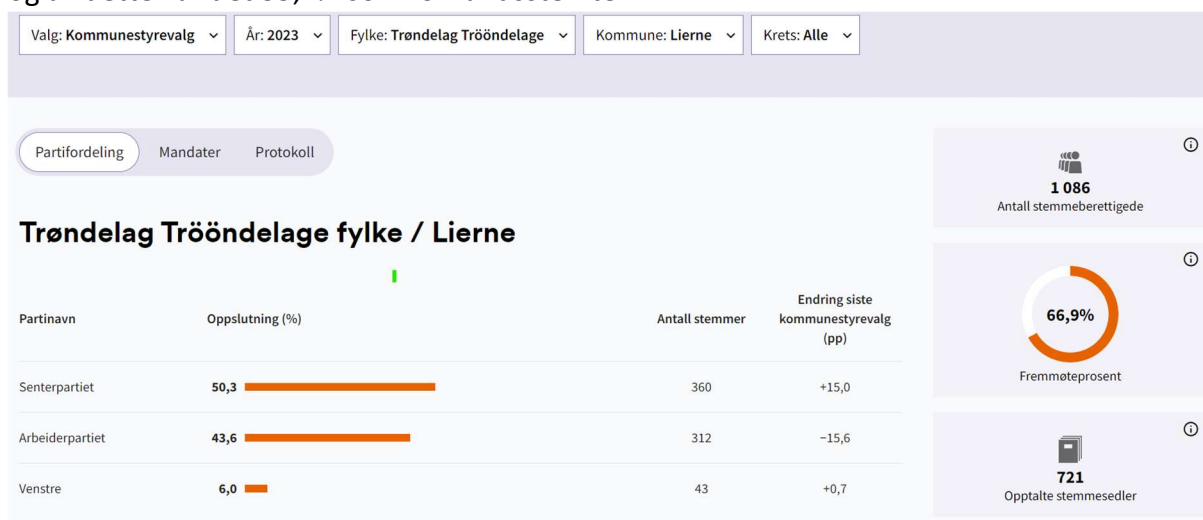 Valg: Kommunestyrevalg År: 2023 Fylke: Trøndelag Trööndelage Kommune: Lierne Krets: Alle
Partifordeling Mandater Protokoll
1 086
Antall stemmeberettigede
Trøndelag Trööndelage fylke / Lierne
Partinavn Oppslutning (%) Antall stemmer Endring siste kommunestyrevalg (pp)
66,9%
Fremmøteprosent
Senterpartiet 50,3 360 +15,0
Arbeiderpartiet 43,6 312 −15,6
Venstre 6,0 43 +0,7
721
Opptalte stemmesedler